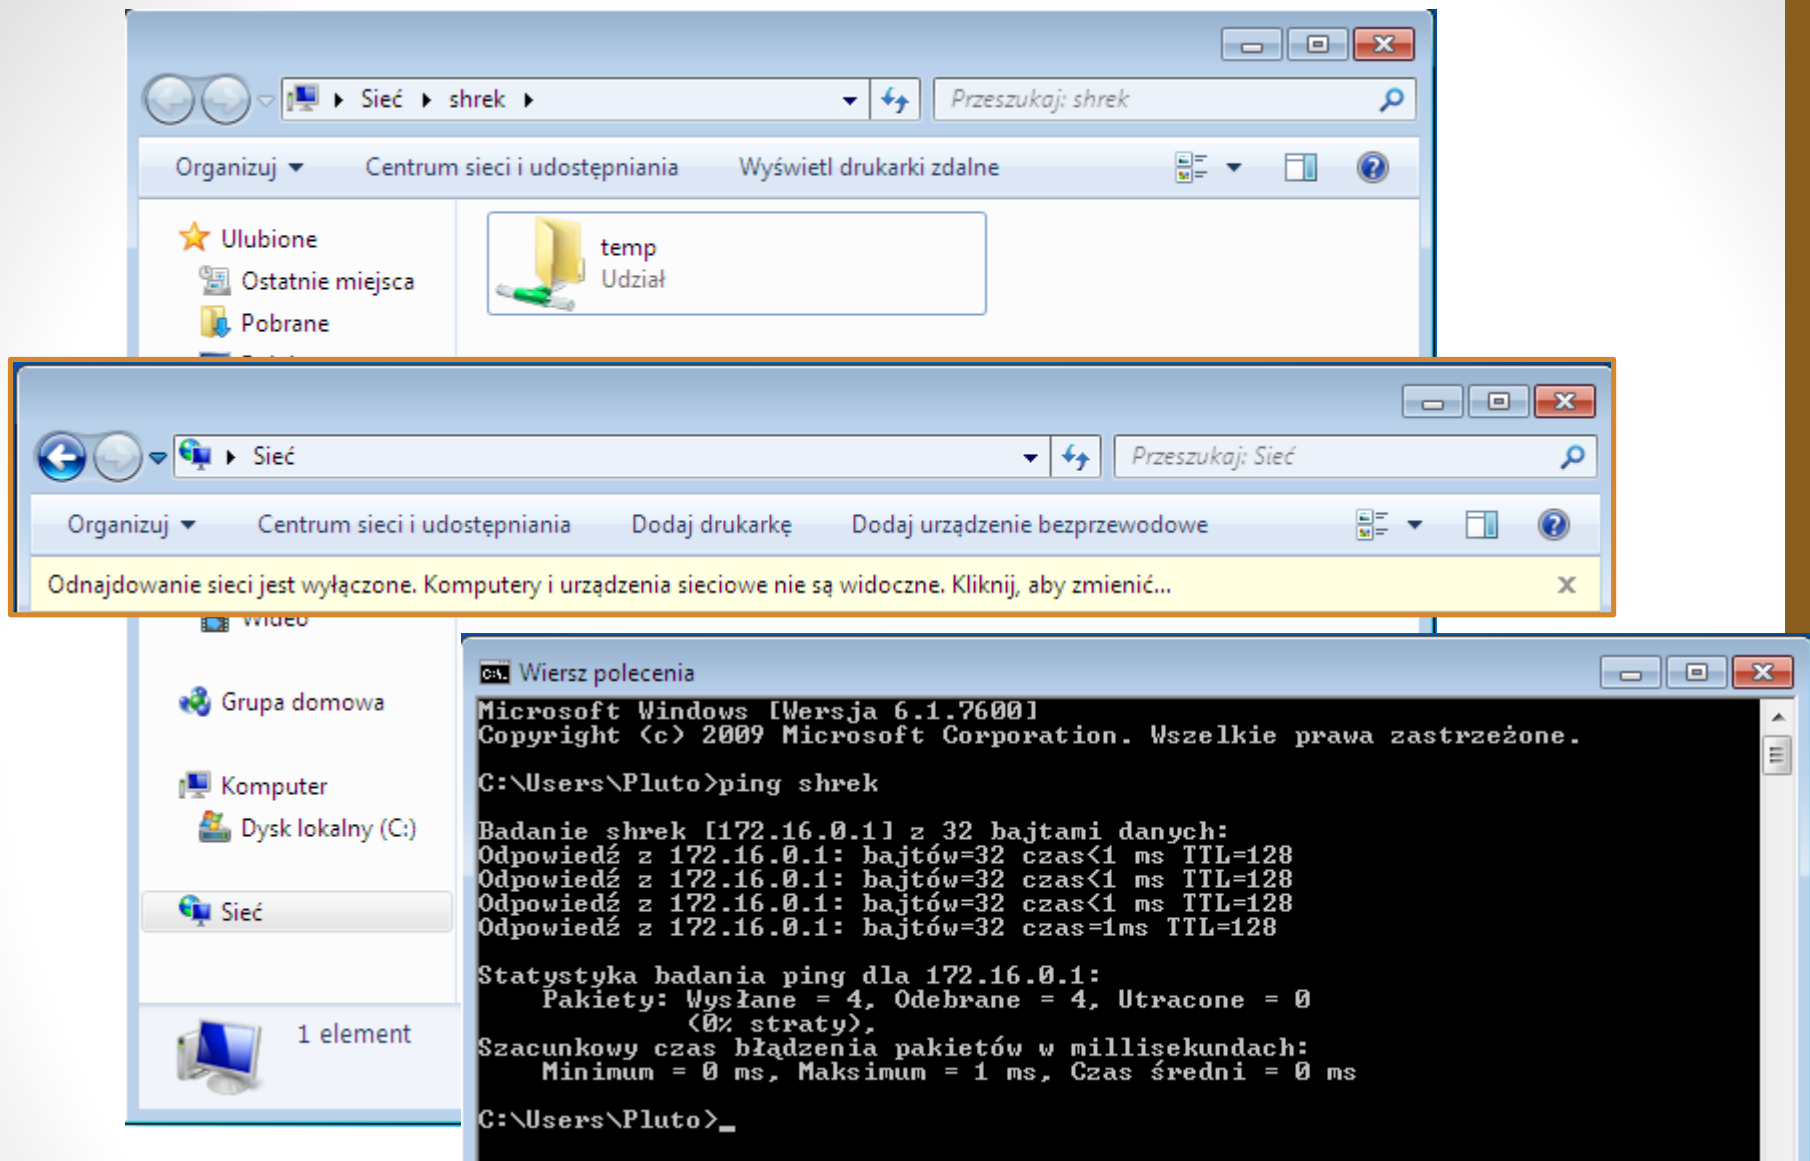 Sieć shrek
Przeszukaj: shrek
Organizuj Centrum sieci i udostępniania Wyświetl drukarki zdalne
Ulubione
Ostatnie miejsca
Pobrane
temp
Udział
Sieć
Przeszukaj: Sieć
Organizuj Centrum sieci i udostępniania Dodaj drukarkę Dodaj urządzenie bezprzewodowe
Odnajdowanie sieci jest wyłączone. Komputery i urządzenia sieciowe nie są widoczne. Kliknij, aby zmienić...
Wideo
Grupa domowa
Komputer
Dysk lokalny (C:)
Sieć
1 element
Wiersz polecenia
Microsoft Windows [Wersja 6.1.7600]
Copyright (c) 2009 Microsoft Corporation. Wszelkie prawa zastrzeżone.
C:\Users\Pluto>ping shrek
Badanie shrek [172.16.0.1] z 32 bajtami danych:
Odpowiedź z 172.16.0.1: bajtów=32 czas<1 ms TTL=128
Odpowiedź z 172.16.0.1: bajtów=32 czas<1 ms TTL=128
Odpowiedź z 172.16.0.1: bajtów=32 czas<1 ms TTL=128
Odpowiedź z 172.16.0.1: bajtów=32 czas=1ms TTL=128
Statystyka badania ping dla 172.16.0.1:
Pakiety: Wysłane = 4, Odebrane = 4, Utracone = 0
(0% straty),
Szacunkowy czas błądzenia pakietów w millisekundach:
Minimum = 0 ms, Maksimum = 1 ms, Czas średni = 0 ms
C:\Users\Pluto>_